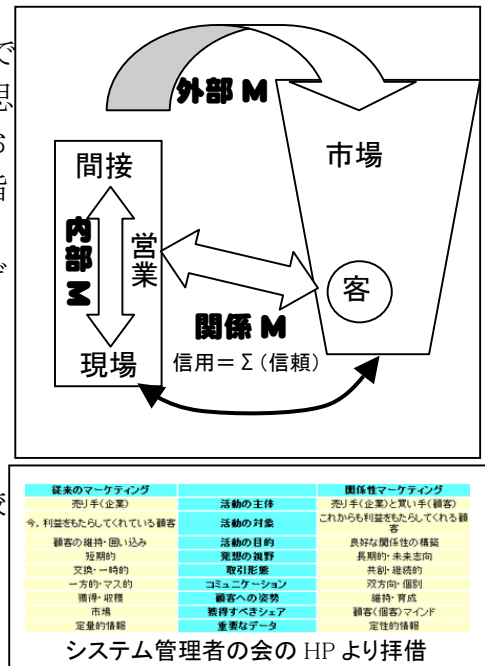 で
思
お
指
外部 M
市場
間接
内部 M
営業
客
現場
関係 M
信用＝Σ(信頼)
従来のマーケティング 関係性マーケティング
売り手(企業) 活動の主体 売り手(企業)と買い手(顧客)
今、利益をもたらしてくれている顧客 活動の対象 これからも利益をもたらしてくれる顧客
顧客の維持・囲い込み 活動の目的 良好な関係性の構築
短期的 発想の視野 長期的・未来志向
交換・一時的 取引形態 共創・継続的
一方的・マス的 コミュニケーション 双方向・個別
獲得・収穫 顧客への姿勢 維持・育成
市場 獲得すべきシェア 顧客(個客)マインド
定量的情報 重要なデータ 定性的情報
システム管理者の会の HP より拝借